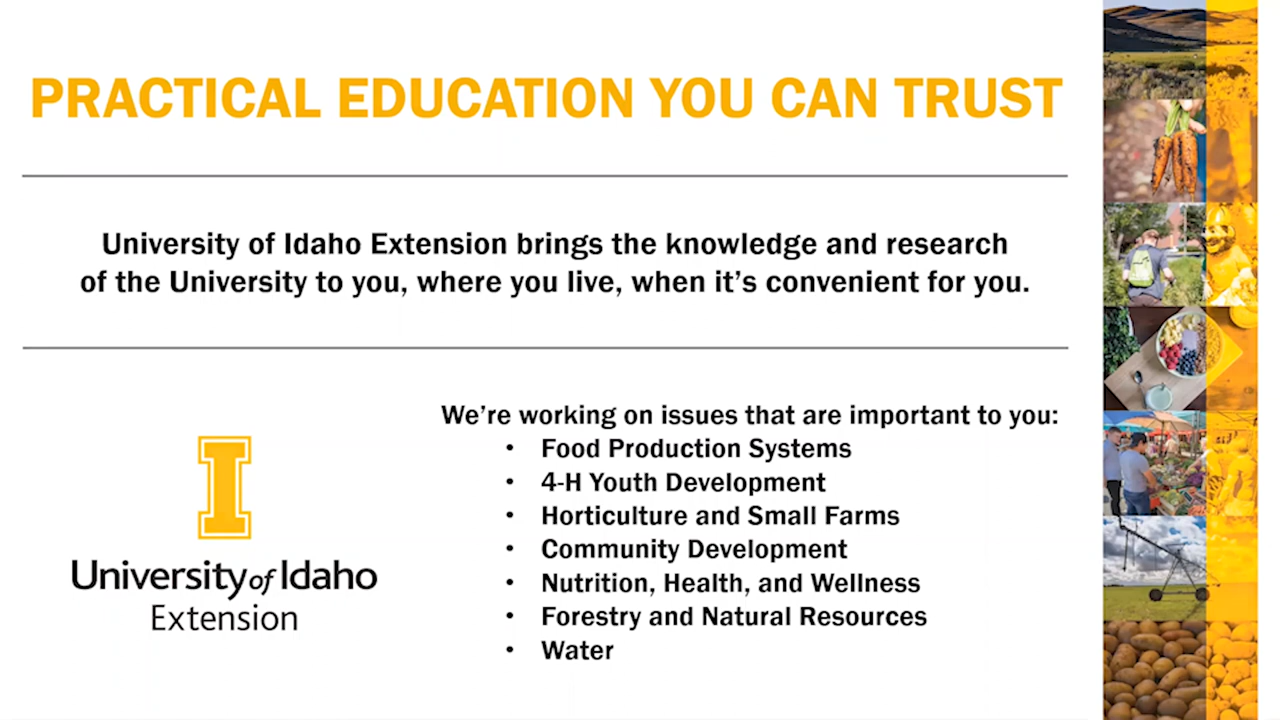 PRACTICAL EDUCATION YOU CAN TRUST
University of Idaho Extension brings the knowledge and research
of the University to you, where you live, when it’s convenient for you.
We’re working on issues that are important to you:
• Food Production Systems
• 4-H Youth Development
• Horticulture and Small Farms
• Community Development
• Nutrition, Health, and Wellness
• Forestry and Natural Resources
• Water
I
University of Idaho
Extension